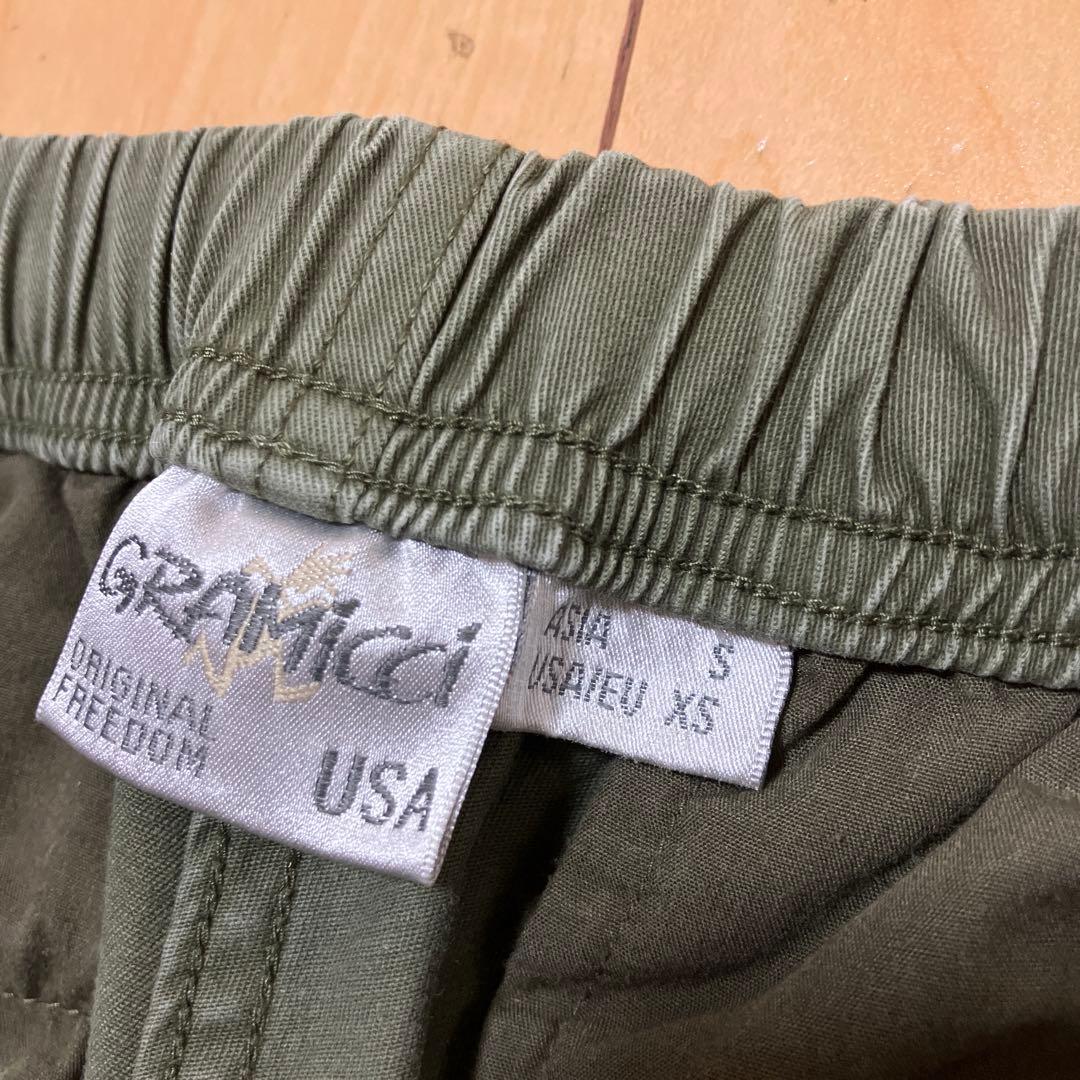 GRAMicci
ORIGINAL
FREEDOM
USA
ASIA S
USA/EU XS